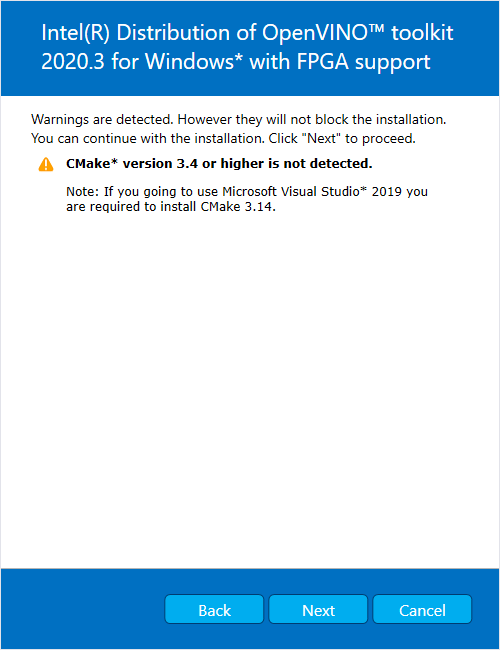 Intel(R) Distribution of OpenVINO™ toolkit
2020.3 for Windows* with FPGA support
Warnings are detected. However they will not block the installation.
You can continue with the installation. Click "Next" to proceed.
CMake* version 3.4 or higher is not detected.
Note: If you going to use Microsoft Visual Studio* 2019 you
are required to install CMake 3.14.
Back Next Cancel